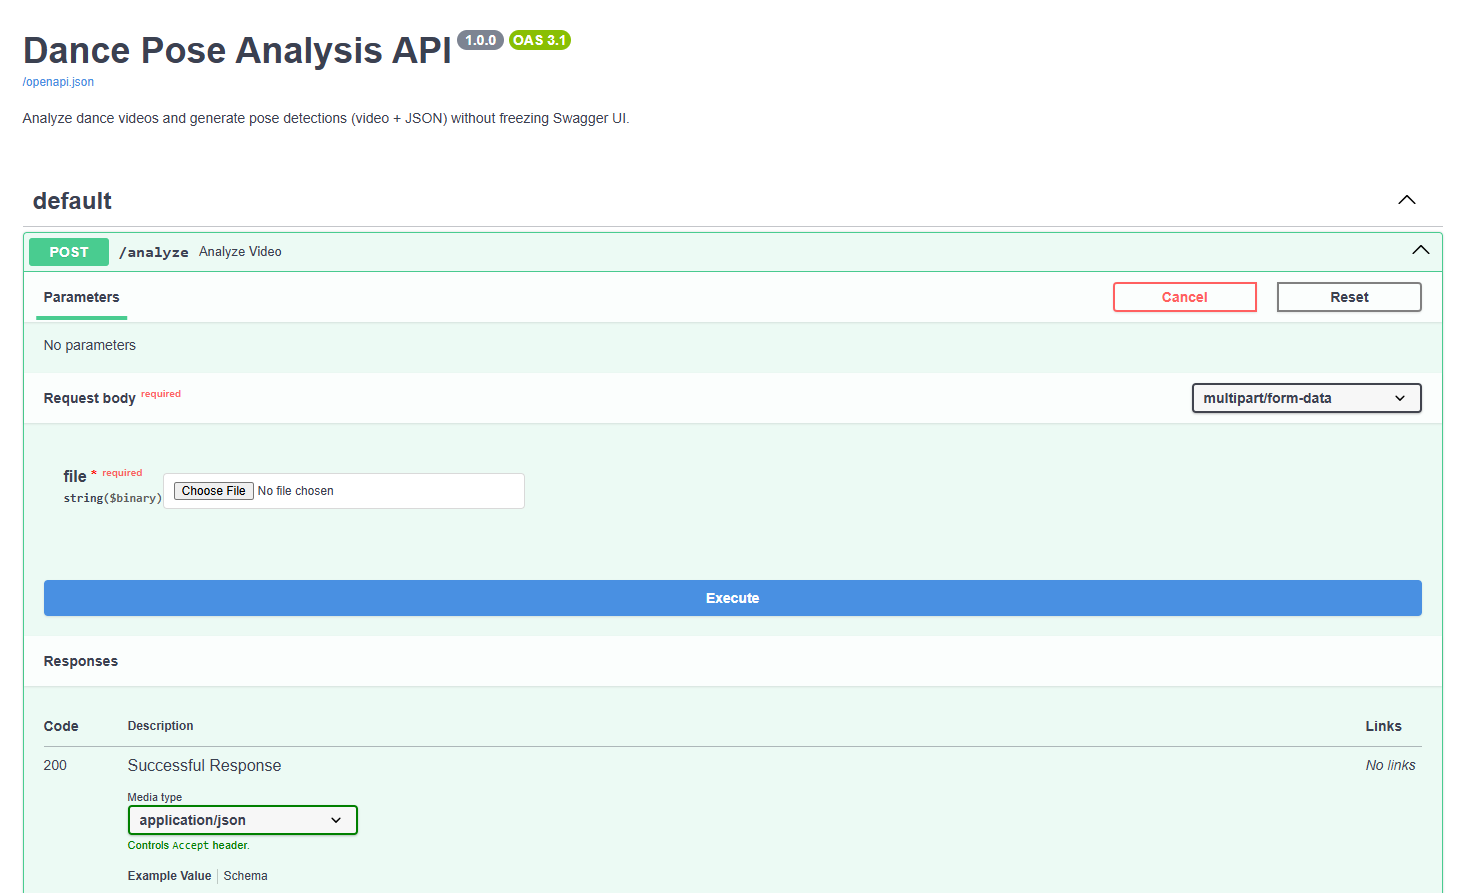 Dance Pose Analysis API 1.0.0 OAS 3.1
/openapi.json
Analyze dance videos and generate pose detections (video + JSON) without freezing Swagger UI.
default
POST /analyze Analyze Video
Parameters Cancel Reset
No parameters
Request body required multipart/form-data
file * required
string($binary) Choose File No file chosen
Execute
Responses
Code Description Links
200 Successful Response No links
Media type
application/json
Controls Accept header.
Example Value Schema